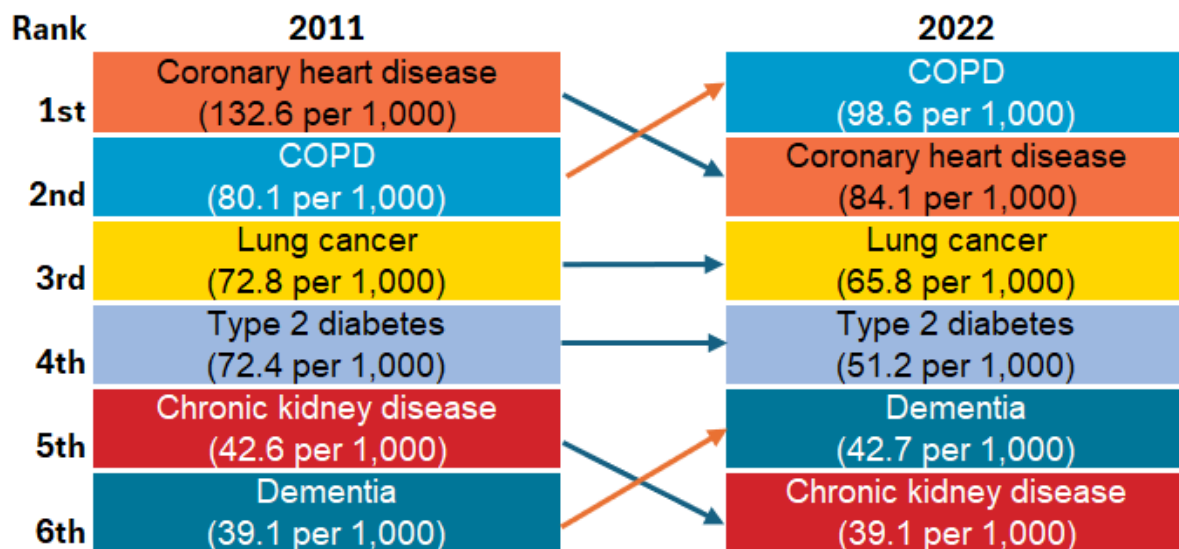 Rank 2011 2022
Coronary heart disease COPD
1st (132.6 per 1,000) (98.6 per 1,000)
COPD Coronary heart disease
2nd (80.1 per 1,000) (84.1 per 1,000)
Lung cancer Lung cancer
3rd (72.8 per 1,000) (65.8 per 1,000)
Type 2 diabetes Type 2 diabetes
4th (72.4 per 1,000) (51.2 per 1,000)
Chronic kidney disease Dementia
5th (42.6 per 1,000) (42.7 per 1,000)
Dementia Chronic kidney disease
6th (39.1 per 1,000) (39.1 per 1,000)